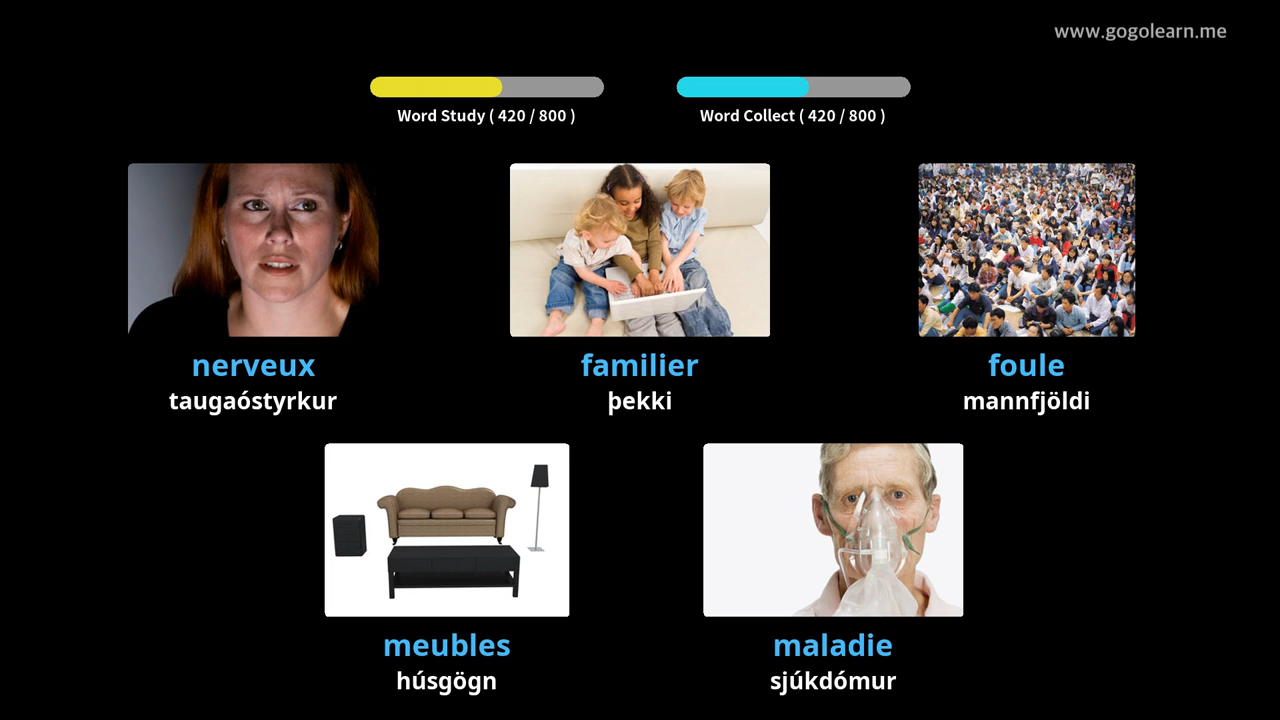 www.gogolearn.me
Word Study ( 420 / 800 )
Word Collect ( 420 / 800 )
nerveux
taugaóstyrkur
familier
þekki
foule
mannfjöldi
meubles
húsgögn
maladie
sjúkdómur